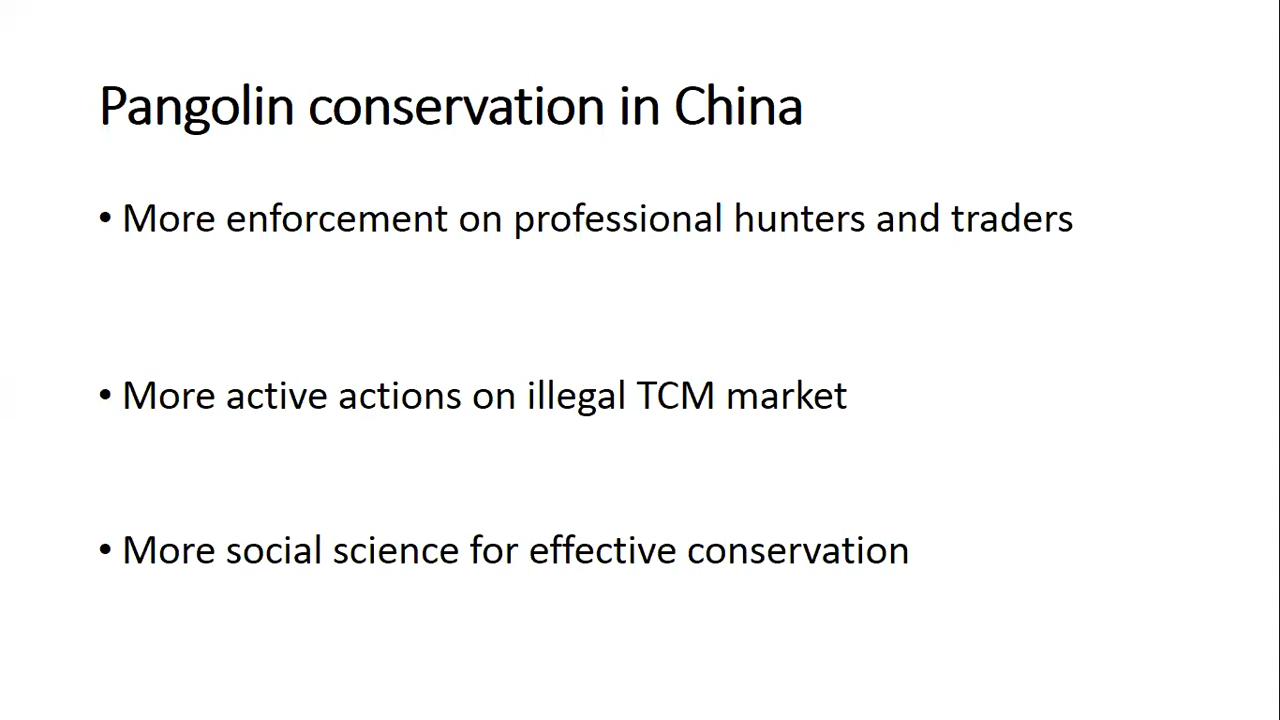 Pangolin conservation in China
• More enforcement on professional hunters and traders
• More active actions on illegal TCM market
• More social science for effective conservation